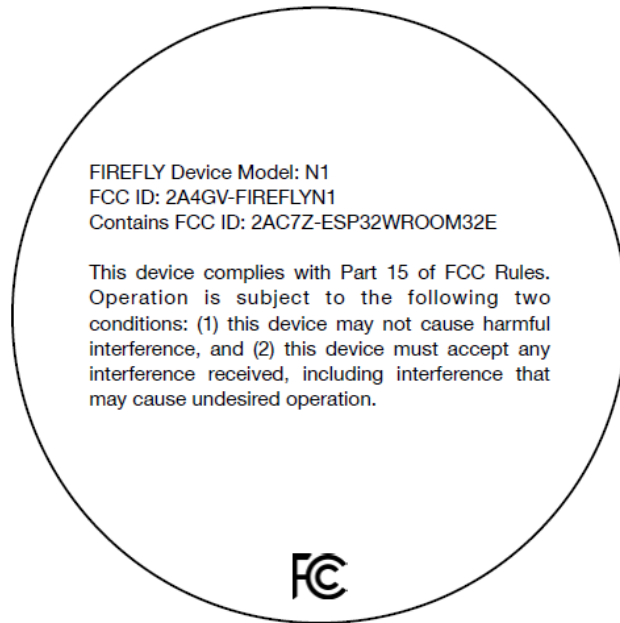 FIREFLY Device Model: N1
FCC ID: 2A4GV-FIREFLYN1
Contains FCC ID: 2AC7Z-ESP32WROOM32E
This device complies with Part 15 of FCC Rules.
Operation is subject to the following two
conditions: (1) this device may not cause harmful
interference, and (2) this device must accept any
interference received, including interference that
may cause undesired operation.
FC